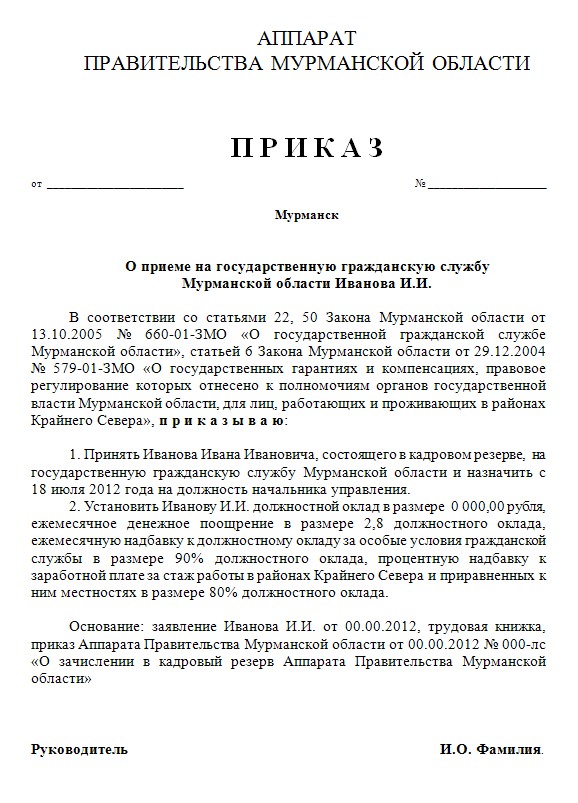 АППАРАТ
ПРАВИТЕЛЬСТВА МУРМАНСКОЙ ОБЛАСТИ
П Р И К А З
от ______________________ № ___________________
Мурманск
О приеме на государственную гражданскую службу
Мурманской области Иванова И.И.
В соответствии со статьями 22, 50 Закона Мурманской области от
13.10.2005 № 660-01-ЗМО «О государственной гражданской службе
Мурманской области», статьей 6 Закона Мурманской области от 29.12.2004
№ 579-01-ЗМО «О государственных гарантиях и компенсациях, правовое
регулирование которых отнесено к полномочиям органов государственной
власти Мурманской области, для лиц, работающих и проживающих в районах
Крайнего Севера», п р и к а з ы в а ю:
1. Принять Иванова Ивана Ивановича, состоящего в кадровом резерве, на
государственную гражданскую службу Мурманской области и назначить с
18 июля 2012 года на должность начальника управления.
2. Установить Иванову И.И. должностной оклад в размере 0 000,00 рубля,
ежемесячное денежное поощрение в размере 2,8 должностного оклада,
ежемесячную надбавку к должностному окладу за особые условия гражданской
службы в размере 90% должностного оклада, процентную надбавку к
заработной плате за стаж работы в районах Крайнего Севера и приравненных к
ним местностях в размере 80% должностного оклада.
Основание: заявление Иванова И.И. от 00.00.2012, трудовая книжка,
приказ Аппарата Правительства Мурманской области от 00.00.2012 № 000-лс
«О зачислении в кадровый резерв Аппарата Правительства Мурманской
области»
Руководитель И.О. Фамилия.